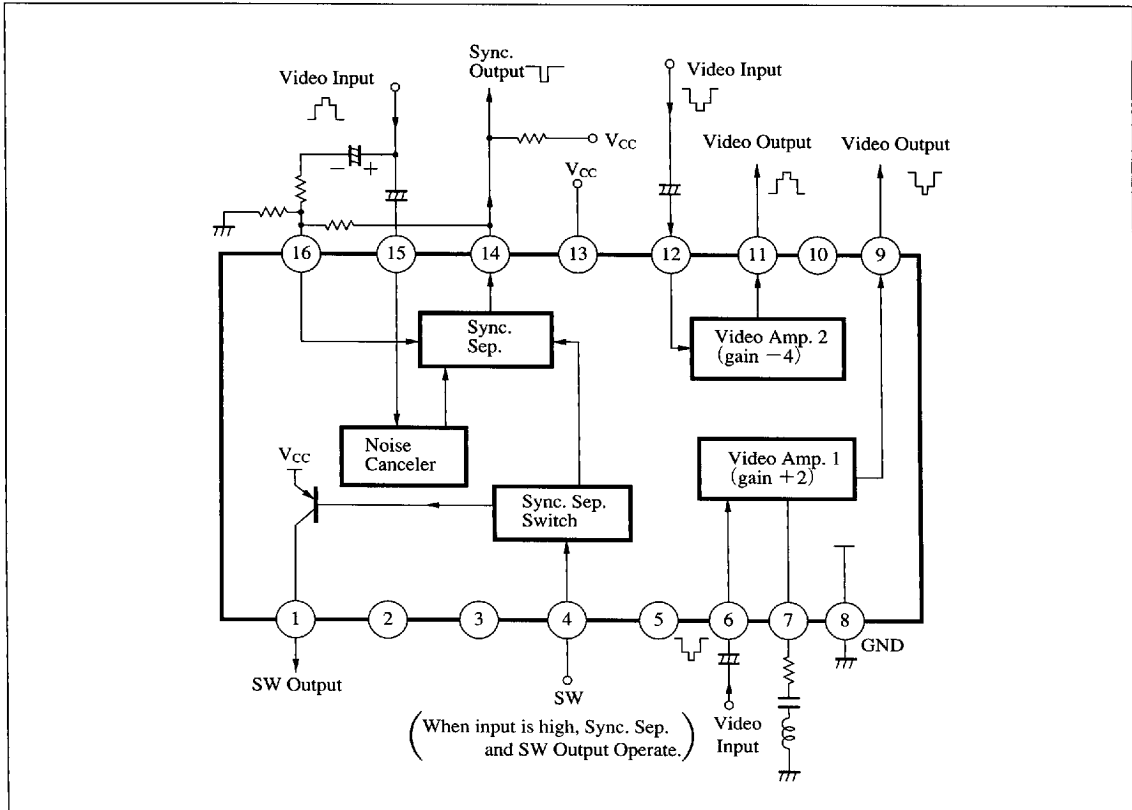 Sync.
Output
Video Input
Video Input
VCC
VCC
Video Output
Video Output
16
15
14
13
12
11
10
9
Sync.
Sep.
Video Amp. 2
(gain −4)
Noise
Canceler
Video Amp. 1
(gain +2)
VCC
Sync. Sep.
Switch
1
2
3
4
5
6
7
8
GND
SW Output
SW
Video
Input
(When input is high, Sync. Sep.
and SW Output Operate.)
− +